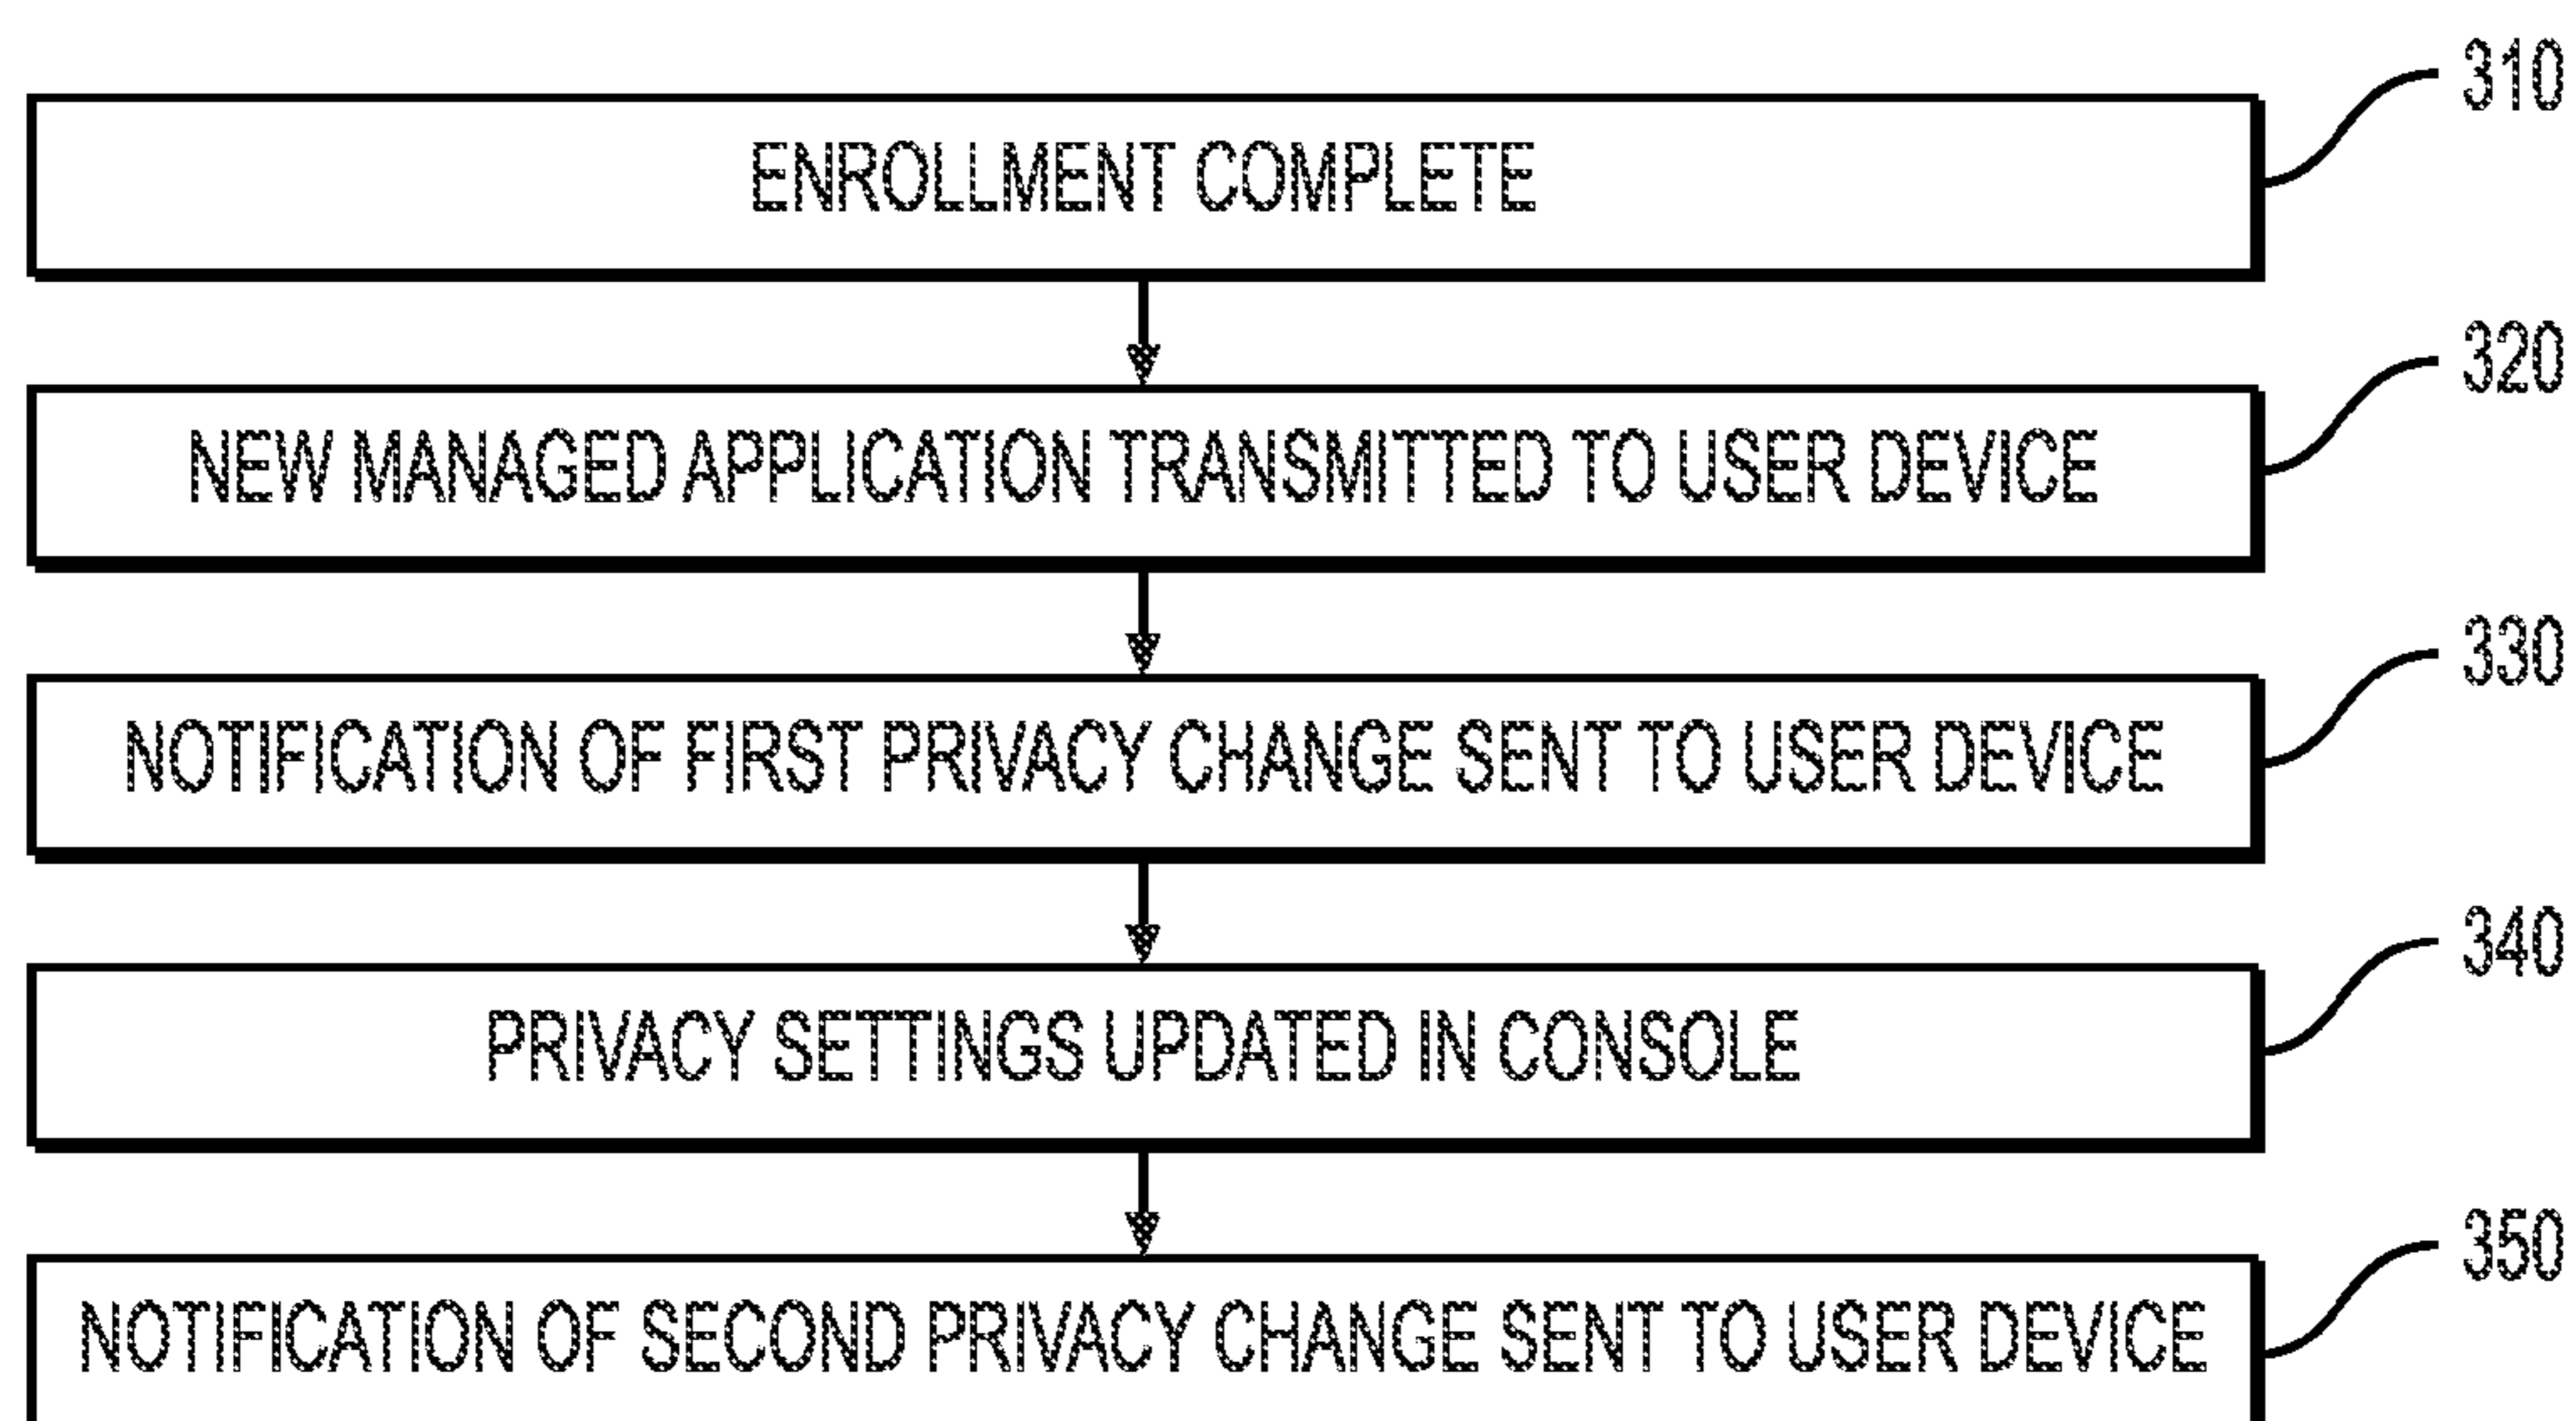 310
ENROLLMENT COMPLETE
320
NEW MANAGED APPLICATION TRANSMITTED TO USER DEVICE
330
NOTIFICATION OF FIRST PRIVACY CHANGE SENT TO USER DEVICE
340
PRIVACY SETTINGS UPDATED IN CONSOLE
350
NOTIFICATION OF SECOND PRIVACY CHANGE SENT TO USER DEVICE